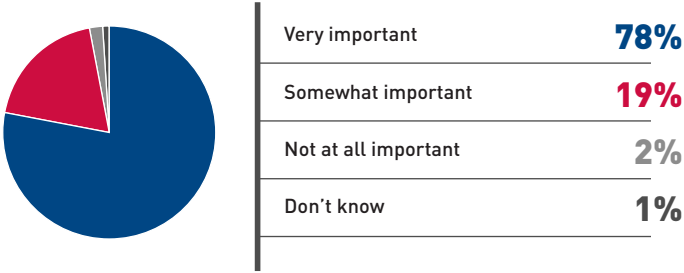 Very important 78%
Somewhat important 19%
Not at all important 2%
Don’t know 1%